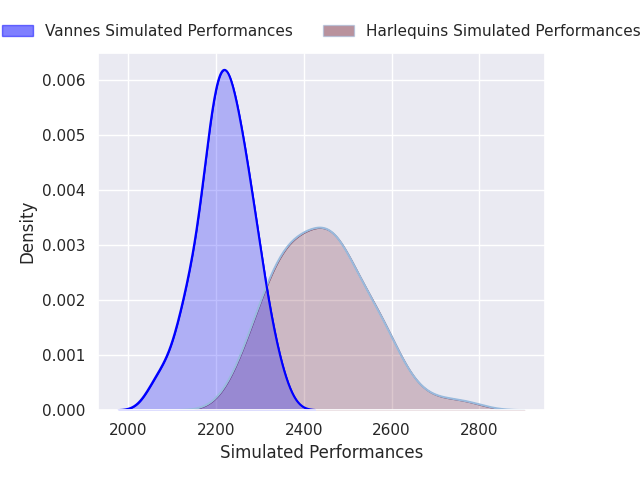 Vannes Simulated Performances Harlequins Simulated Performances
0.006
0.005
0.004
0.003
0.002
0.001
0.000
Density
2000 2200 2400 2600 2800
Simulated Performances